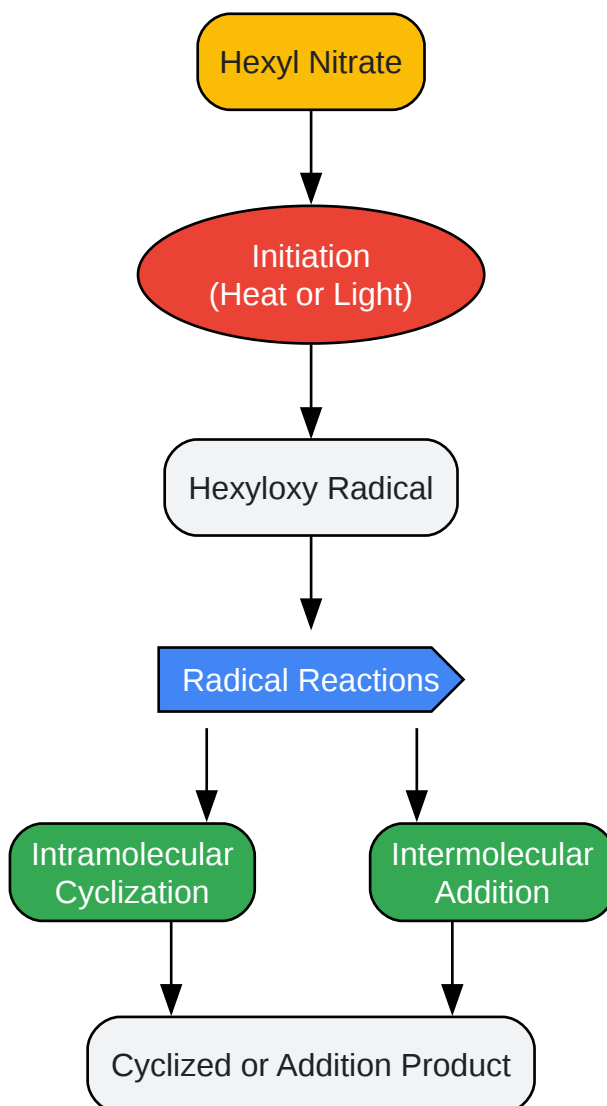 Hexyl Nitrate
Initiation
(Heat or Light)
Hexyloxy Radical
Radical Reactions
Intramolecular
Cyclization
Intermolecular
Addition
Cyclized or Addition Product